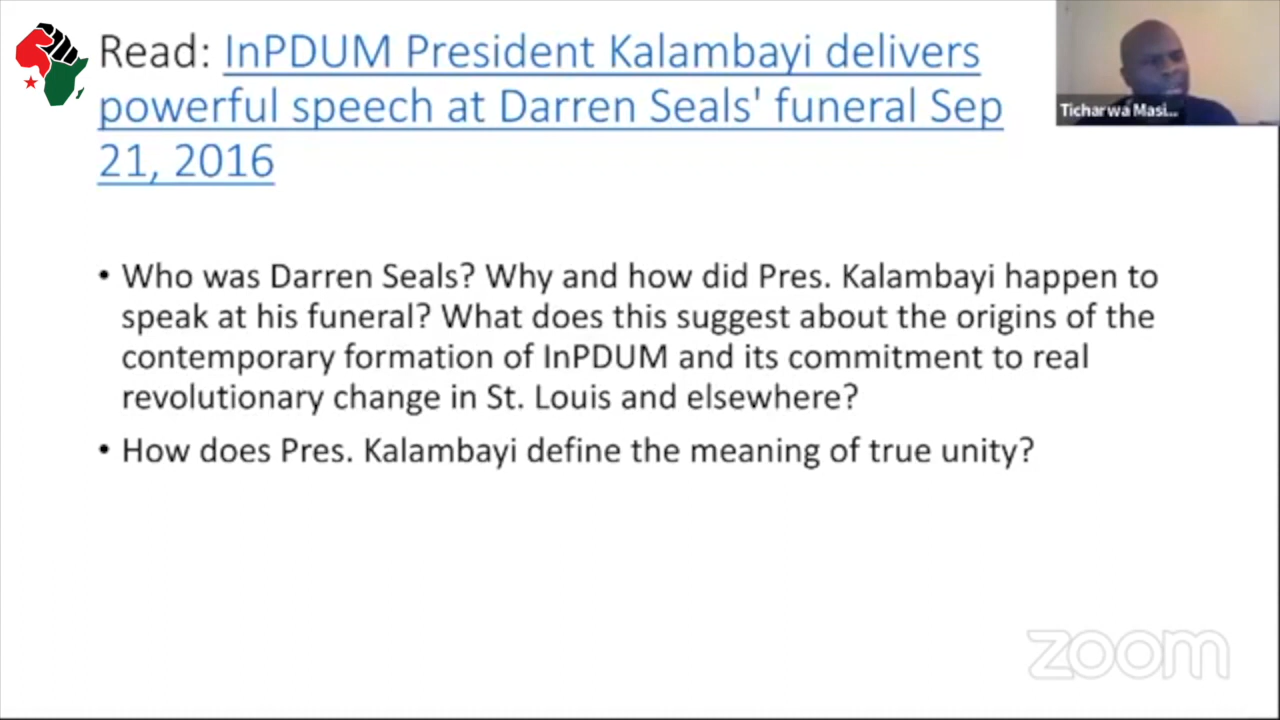 Read: InPDUM President Kalambayi delivers
powerful speech at Darren Seals' funeral Sep
21, 2016
Ticharwa Masi...
• Who was Darren Seals? Why and how did Pres. Kalambayi happen to
speak at his funeral? What does this suggest about the origins of the
contemporary formation of InPDUM and its commitment to real
revolutionary change in St. Louis and elsewhere?
• How does Pres. Kalambayi define the meaning of true unity?
zoom